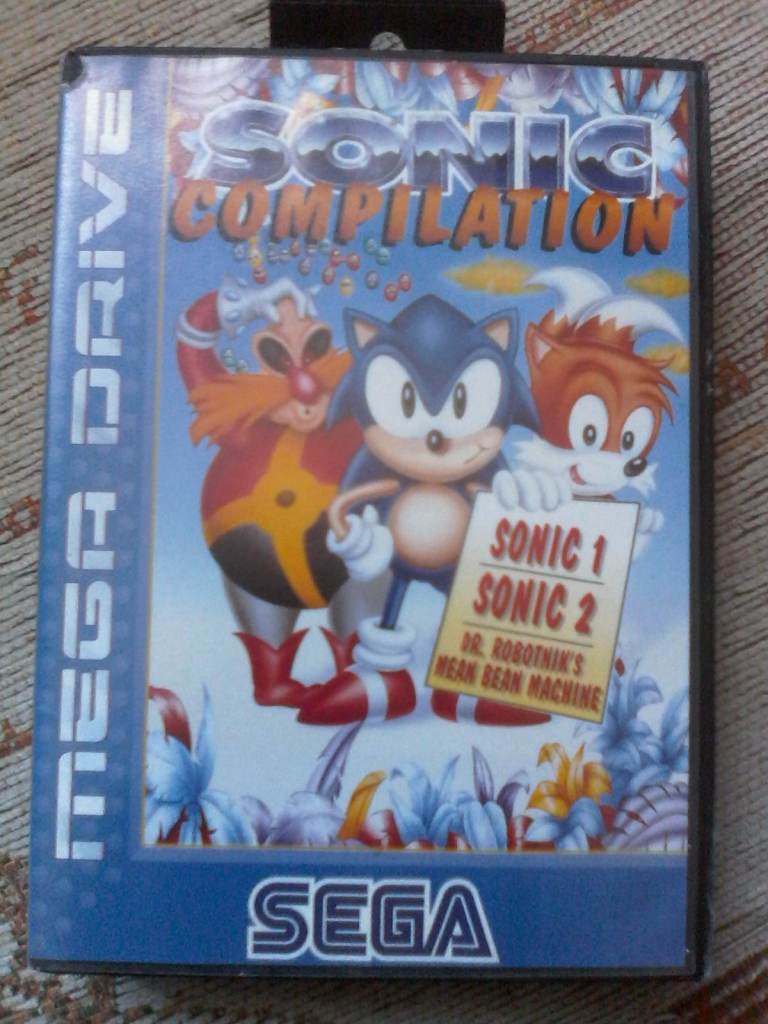 SONIC
COMPILATION
MEGA DRIVE
SONIC 1
SONIC 2
DR. ROBOTNIK'S
MEAN BEAN MACHINE
SEGA